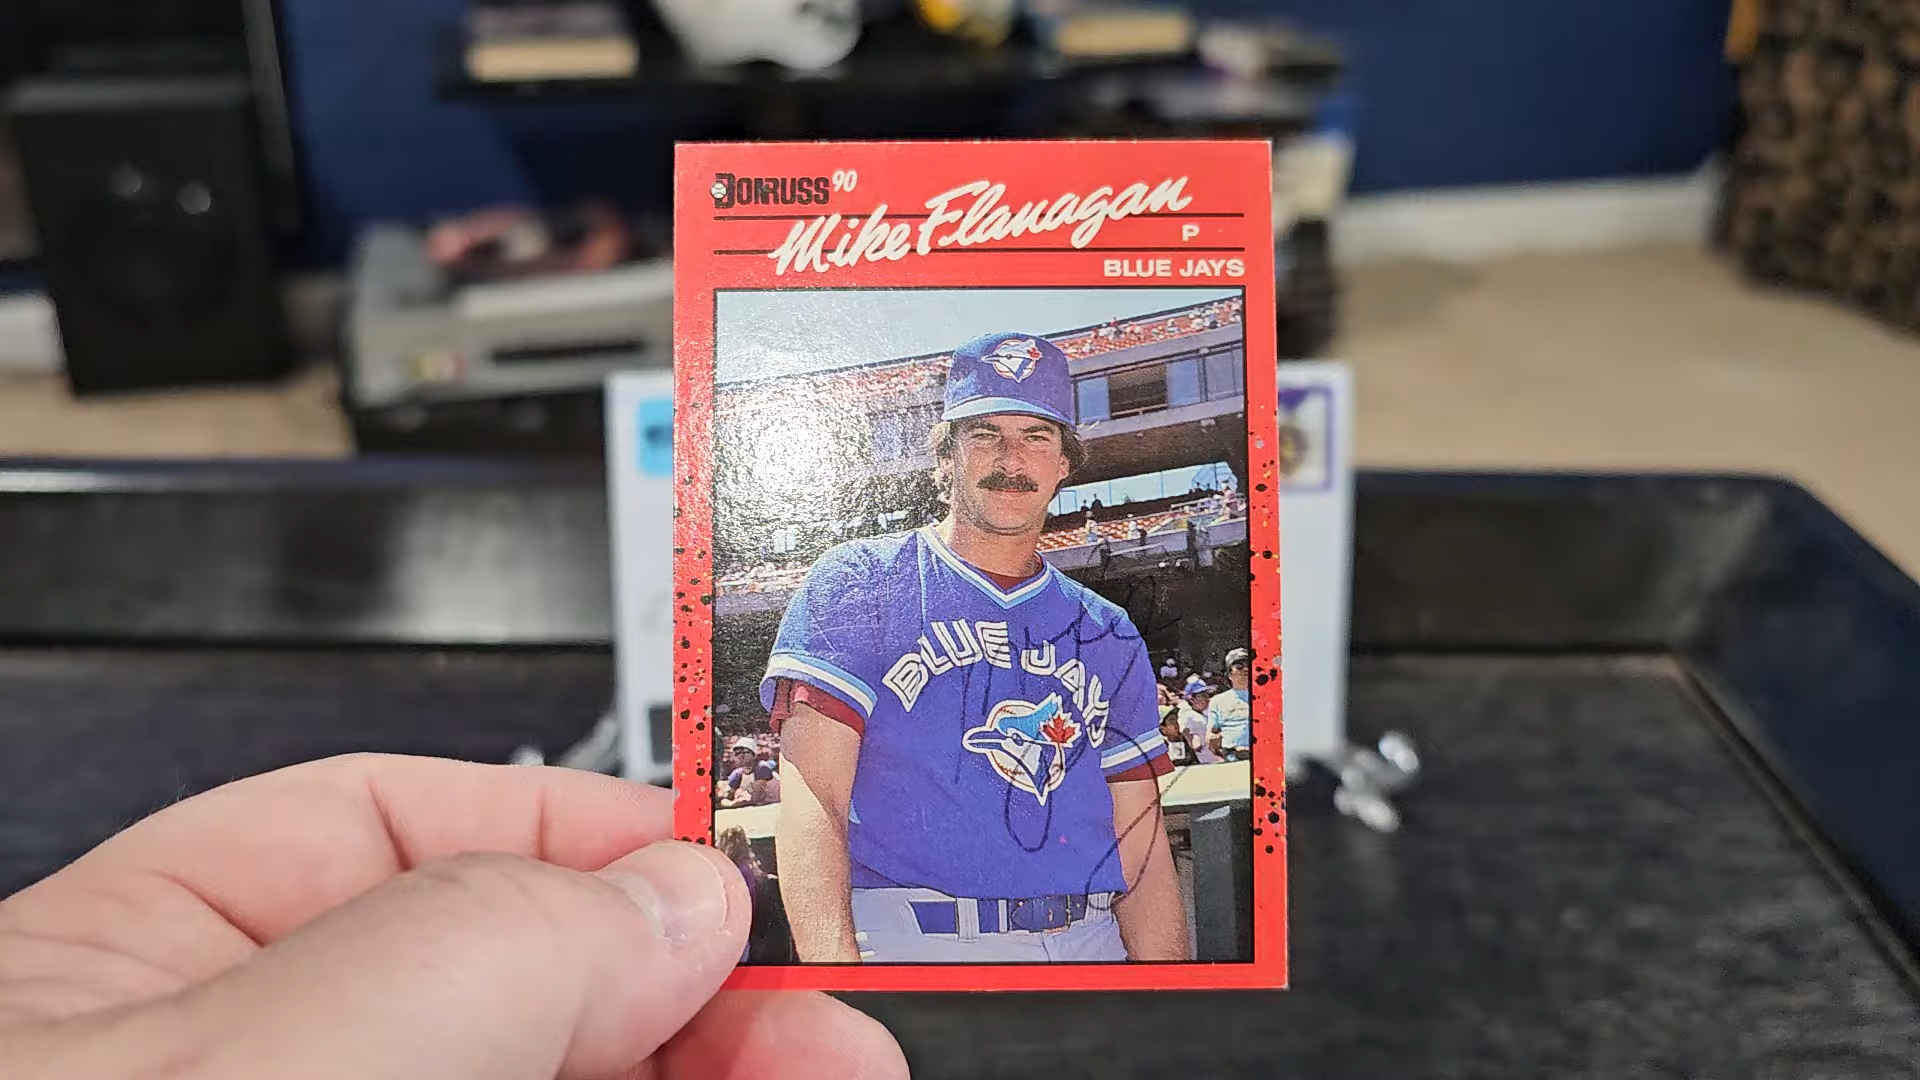 DONRUSS 90
Mike Flanagan
P
BLUE JAYS
BLUE JAYS